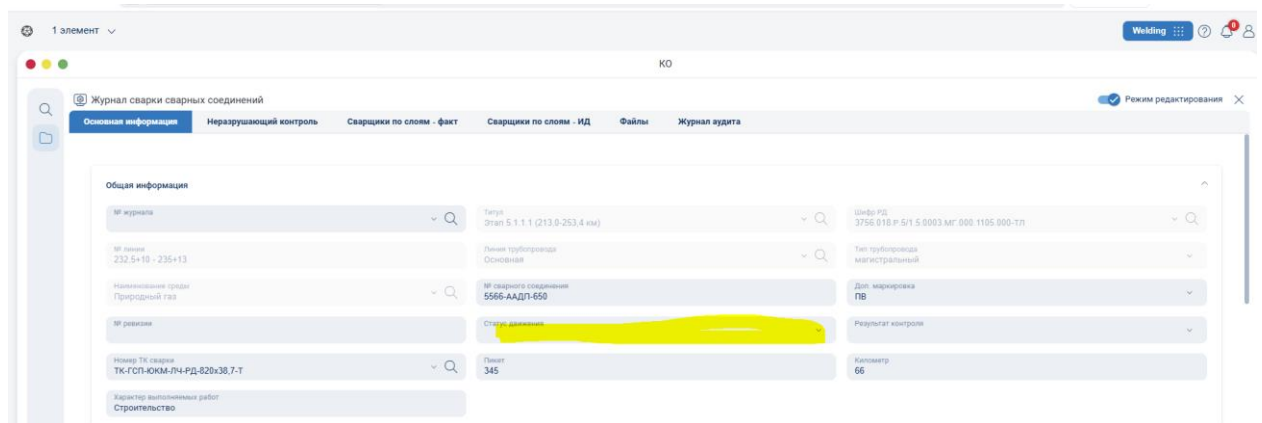 1 элемент
Welding
0
КО
Журнал сварки сварных соединений
Режим редактирования
Основная информация Неразрушающий контроль Сварщики по слоям - факт Сварщики по слоям - ИД Файлы Журнал аудита
Общая информация
№ журнала
Титул
Этап 5.1.1.1 (213.0-253.4 км)
Шифр РД
3756.018.Р.5/1.5.0003.МГ.000.1105.000-ТЛ
№ линии
232.5+10 - 235+13
Линия трубопровода
Основная
Тип трубопровода
магистральный
Наименование среды
Природный газ
№ сварного соединения
5566-ААДП-650
Доп. маркировка
ПВ
№ ревизии
Статус движения
Результат контроля
Номер ТК сварки
ТК-ГСП-ЮКМ-ЛЧ-РД-820х38,7-Т
Пикет
345
Километр
66
Характер выполняемых работ
Строительство